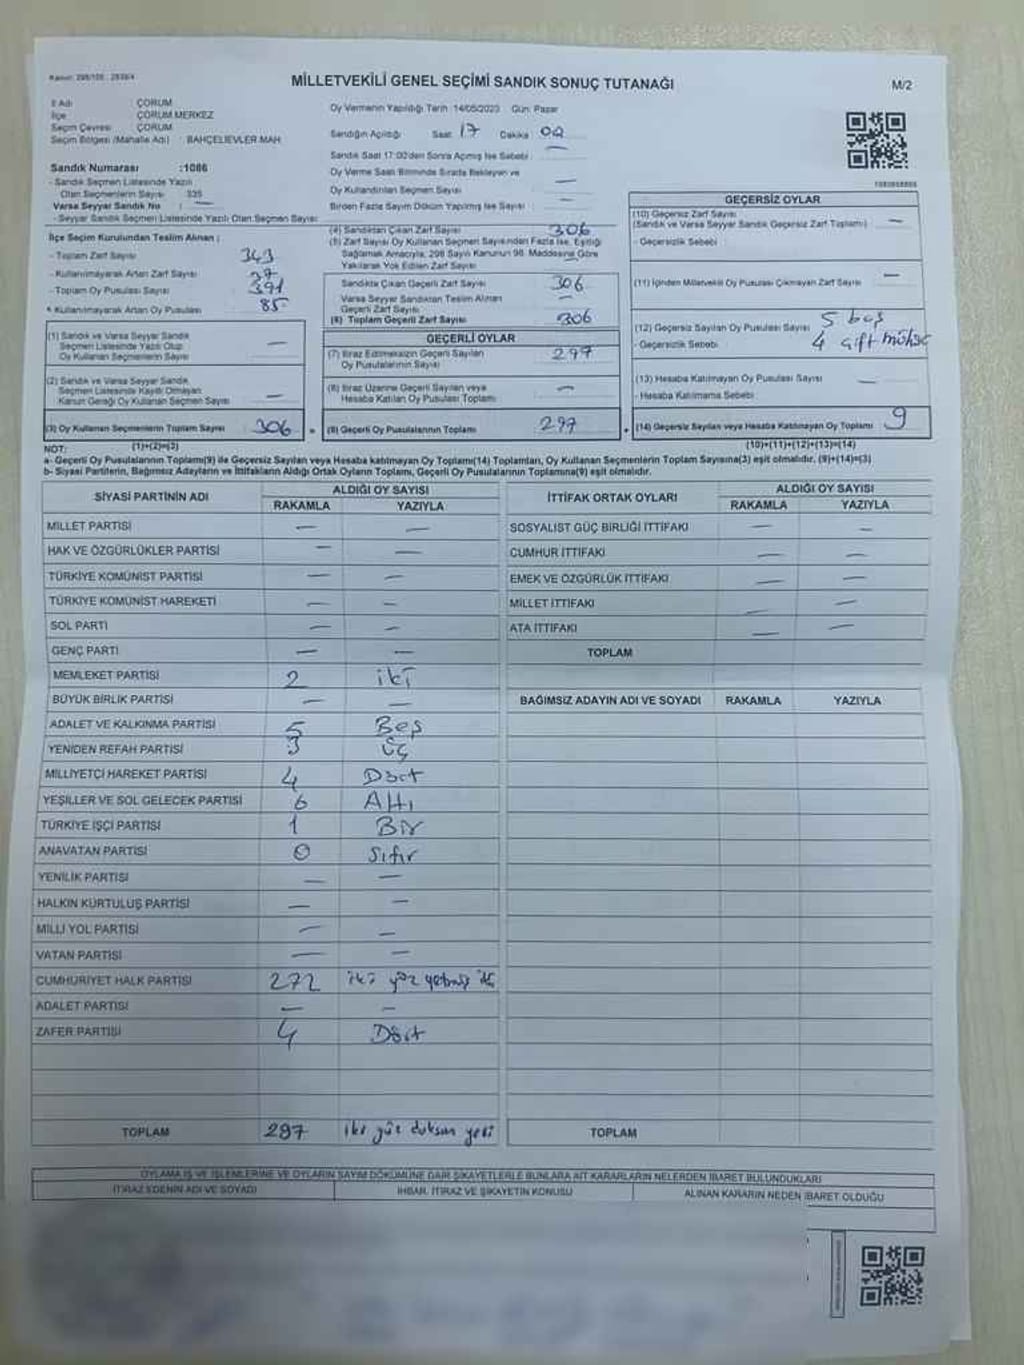 Kanun: 298/105 - 2839/4
MİLLETVEKİLİ GENEL SEÇİMİ SANDIK SONUÇ TUTANAĞI
M/2
İl Adı : ÇORUM
İlçe : ÇORUM MERKEZ
Seçim Çevresi : ÇORUM
Seçim Bölgesi (Mahalle Adı) : BAHÇELİEVLER MAH
Sandık Numarası :1086
- Sandık Seçmen Listesinde Yazılı
Olan Seçmenlerin Sayısı 335
Varsa Seyyar Sandık No : —
- Seyyar Sandık Seçmen Listesinde Yazılı Olan Seçmen Sayısı:
Oy Vermenin Yapıldığı Tarih :14/05/2023 Gün: Pazar
Sandığın Açıldığı Saat 17 Dakika 00
Sandık Saat 17:00'den Sonra Açılmış İse Sebebi : —
Oy Verme Saati Bitiminde Sırada Bekleyen ve
Oy Kullandırılan Seçmen Sayısı —
Birden Fazla Sayım Döküm Yapılmış İse Sayısı : —
İlçe Seçim Kurulundan Teslim Alınan ;
- Toplam Zarf Sayısı 343
- Kullanılmayarak Artan Zarf Sayısı 37
- Toplam Oy Pusulası Sayısı 391
- Kullanılmayarak Artan Oy Pusulası 85
(1) Sandık ve Varsa Seyyar Sandık
Seçmen Listesinde Yazılı Olup
Oy Kullanan Seçmenlerin Sayısı —
(2) Sandık ve Varsa Seyyar Sandık
Seçmen Listesinde Kayıtlı Olmayan
Kanun Gereği Oy Kullanan Seçmen Sayısı —
(3) Oy Kullanan Seçmenlerin Toplam Sayısı 306
(1)+(2)=(3)
(4) Sandıktan Çıkan Zarf Sayısı 306
(5) Zarf Sayısı Oy Kullanan Seçmen Sayısından Fazla İse, Eşitliği
Sağlamak Amacıyla, 298 Sayılı Kanunun 98. Maddesine Göre
Yakılarak Yok Edilen Zarf Sayısı
Sandıkta Çıkan Geçerli Zarf Sayısı 306
Varsa Seyyar Sandıktan Teslim Alınan
Geçerli Zarf Sayısı —
(6) Toplam Geçerli Zarf Sayısı 306
GEÇERLİ OYLAR
(7) İtiraz Edilmeksizin Geçerli Sayılan
Oy Pusulalarının Sayısı 297
(8) İtiraz Üzerine Geçerli Sayılan veya
Hesaba Katılan Oy Pusulası Toplamı —
= (9) Geçerli Oy Pusulalarının Toplamı 297
GEÇERSİZ OYLAR
(10) Geçersiz Zarf Sayısı
(Sandık ve Varsa Seyyar Sandık Geçersiz Zarf Toplamı) —
- Geçersizlik Sebebi
(11) İçinden Milletvekili Oy Pusulası Çıkmayan Zarf Sayısı —
(12) Geçersiz Sayılan Oy Pusulası Sayısı 5 boş
- Geçersizlik Sebebi 4 çift mühür
(13) Hesaba Katılmayan Oy Pusulası Sayısı —
- Hesaba Katılmama Sebebi
+ (14) Geçersiz Sayılan veya Hesaba Katılmayan Oy Toplamı 9
(10)+(11)+(12)+(13)=(14)
NOT:
a- Geçerli Oy Pusulalarının Toplamı(9) ile Geçersiz Sayılan veya Hesaba katılmayan Oy Toplamı(14) Toplamları, Oy Kullanan Seçmenlerin Toplam Sayısına(3) eşit olmalıdır. (9)+(14)=(3)
b- Siyasi Partilerin, Bağımsız Adayların ve İttifakların Aldığı Ortak Oyların Toplamı, Geçerli Oy Pusulalarının Toplamına(9) eşit olmalıdır.
SİYASİ PARTİNİN ADI ALDIĞI OY SAYISI
RAKAMLA YAZIYLA
MİLLET PARTİSİ — —
HAK VE ÖZGÜRLÜKLER PARTİSİ — —
TÜRKİYE KOMÜNİST PARTİSİ — —
TÜRKİYE KOMÜNİST HAREKETİ — —
SOL PARTİ — —
GENÇ PARTİ — —
MEMLEKET PARTİSİ 2 iki
BÜYÜK BİRLİK PARTİSİ — —
ADALET VE KALKINMA PARTİSİ 5 Beş
YENİDEN REFAH PARTİSİ 3 Üç
MİLLİYETÇİ HAREKET PARTİSİ 4 Dört
YEŞİLLER VE SOL GELECEK PARTİSİ 6 Altı
TÜRKİYE İŞÇİ PARTİSİ 1 Bir
ANAVATAN PARTİSİ 0 Sıfır
YENİLİK PARTİSİ — —
HALKIN KURTULUŞ PARTİSİ — —
MİLLİ YOL PARTİSİ — —
VATAN PARTİSİ — —
CUMHURİYET HALK PARTİSİ 272 iki yüz yetmiş iki
ADALET PARTİSİ — —
ZAFER PARTİSİ 4 Dört
TOPLAM 297 iki yüz doksan yedi
İTTİFAK ORTAK OYLARI ALDIĞI OY SAYISI
RAKAMLA YAZIYLA
SOSYALİST GÜÇ BİRLİĞİ İTTİFAKI — —
CUMHUR İTTİFAKI — —
EMEK VE ÖZGÜRLÜK İTTİFAKI — —
MİLLET İTTİFAKI — —
ATA İTTİFAKI — —
TOPLAM
BAĞIMSIZ ADAYIN ADI VE SOYADI RAKAMLA YAZIYLA
TOPLAM
OYLAMA İŞ VE İŞLEMLERİNE VE OYLARIN SAYIM DÖKÜMÜNE DAİR ŞİKAYETLERLE BUNLARA AİT KARARLARIN NELERDEN İBARET BULUNDUKLARI
İTİRAZ EDENİN ADI VE SOYADI İHBAR, İTİRAZ VE ŞİKAYETİN KONUSU ALINAN KARARIN NEDEN İBARET OLDUĞU